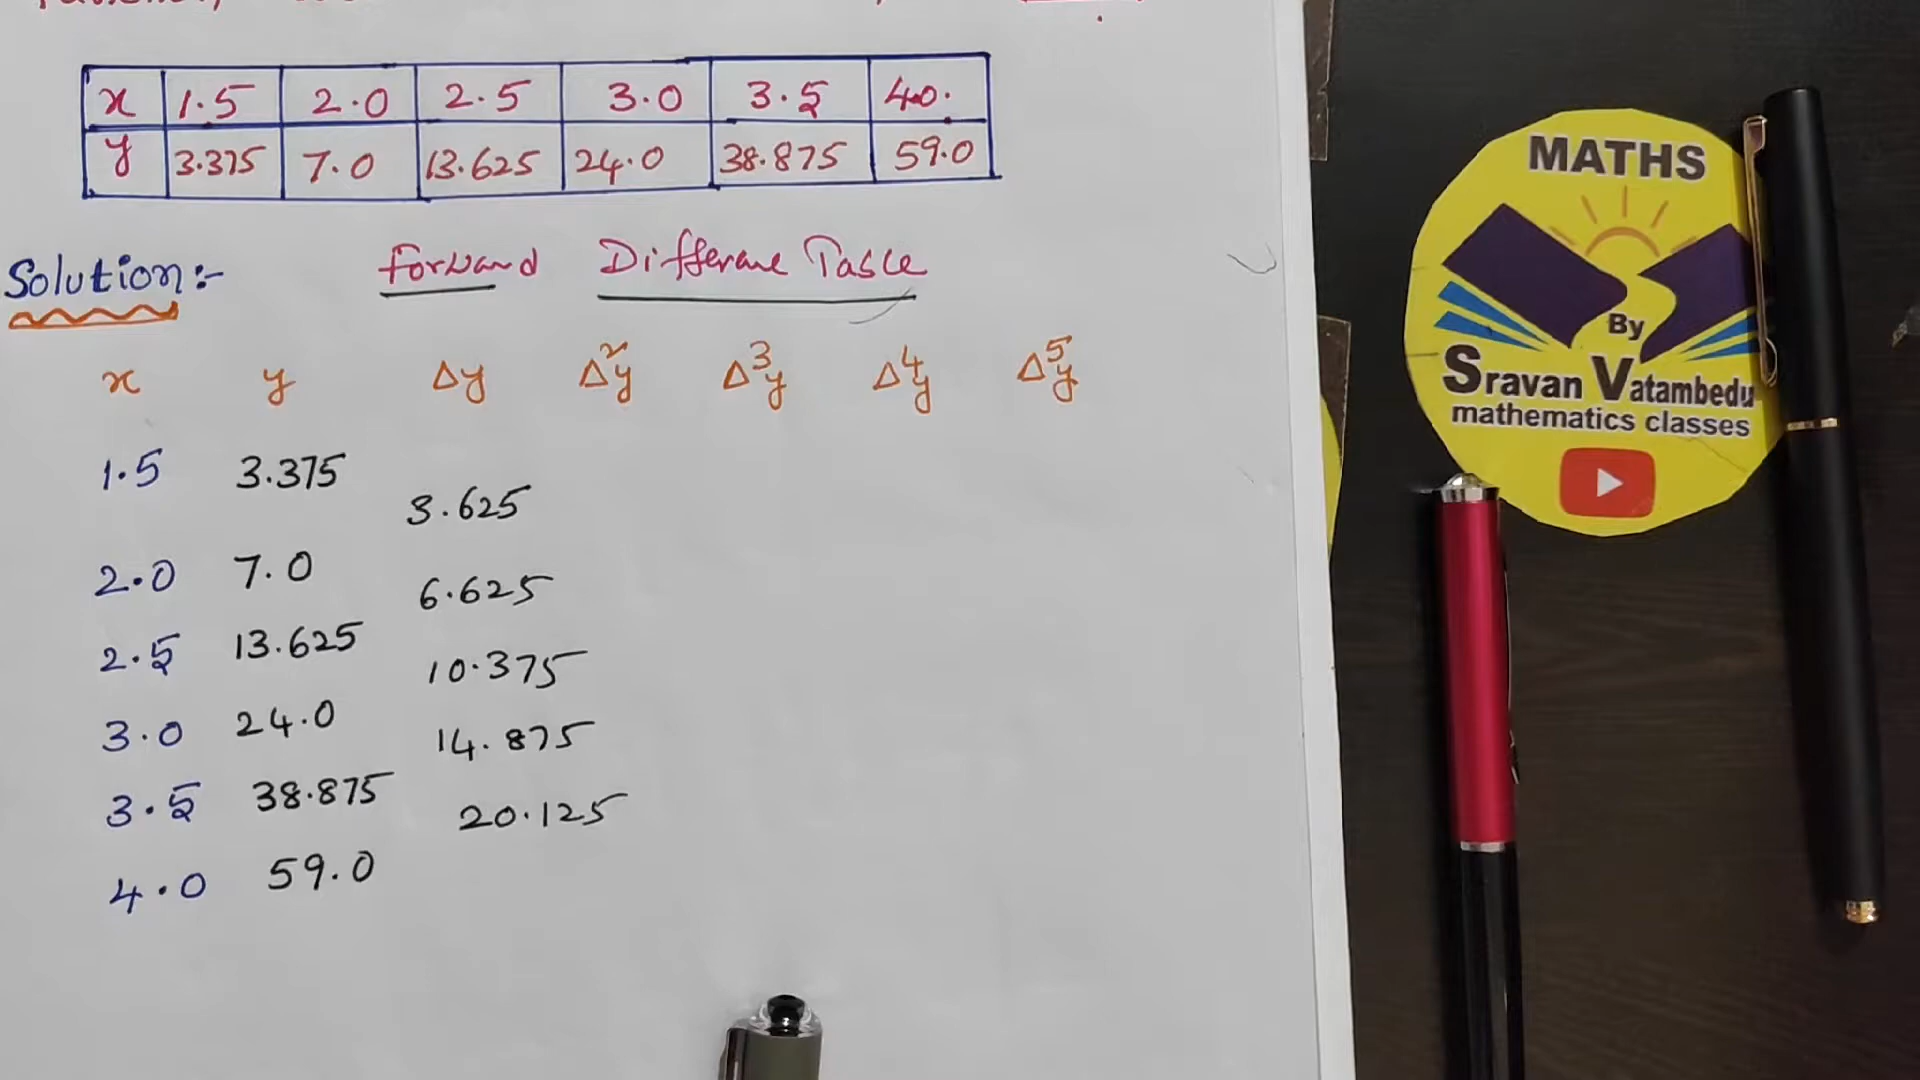 x 1.5 2.0 2.5 3.0 3.5 4.0.
y 3.375 7.0 13.625 24.0 38.875 59.0
Solution:-
Forward Differane Table
x y Δy Δ²y Δ³y Δ⁴y Δ⁵y
1.5 3.375
3.625
2.0 7.0
6.625
2.5 13.625
10.375
3.0 24.0
14.875
3.5 38.875
20.125
4.0 59.0
MATHS
By
Sravan Vatambedu
mathematics classes